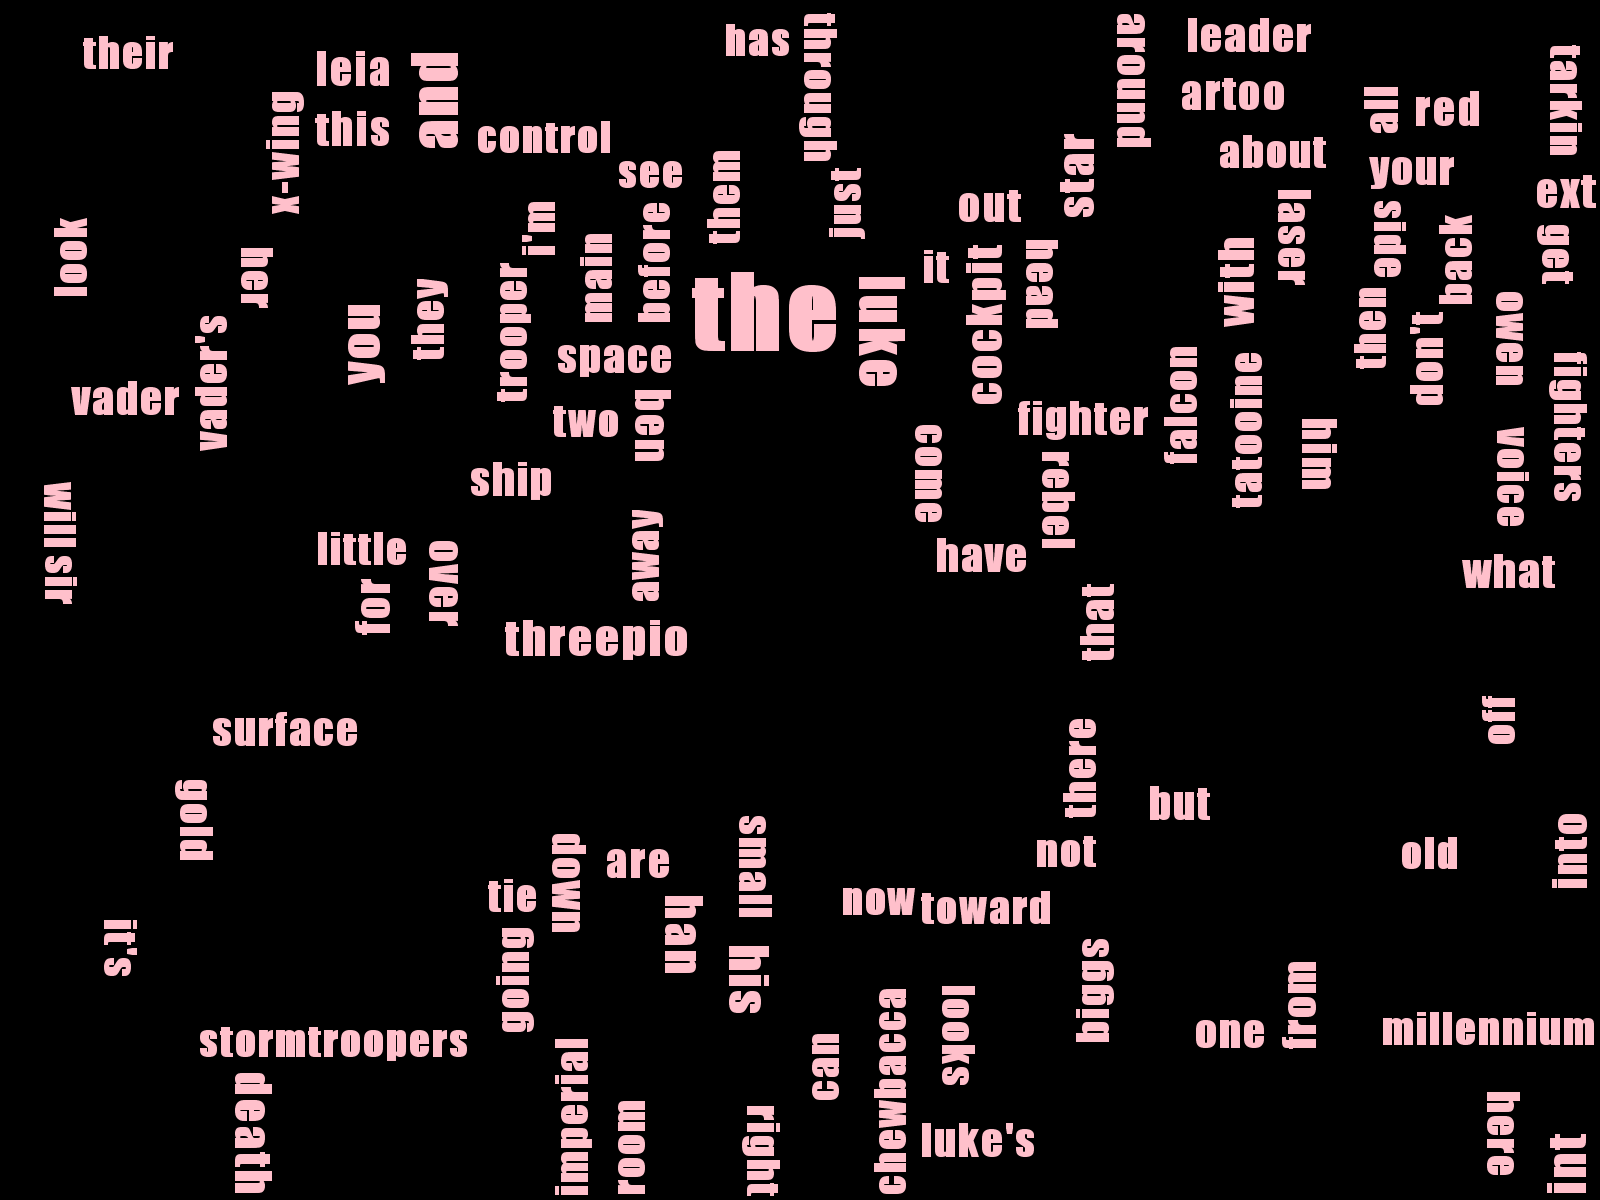 their
leia
and
has
through
around
leader
tarkin
x-wing
this
control
artoo
all
red
see
them
just
star
about
your
ext
look
her
i'm
main
before
out
laser
side
back
get
vader's
you
they
trooper
the
luke
it
cockpit
head
with
then
don't
owen
fighters
vader
space
two
ben
come
fighter
falcon
tatooine
him
voice
will
sir
ship
rebel
little
for
over
away
have
what
threepio
that
surface
off
gold
there
but
it's
tie
down
are
small
not
old
into
now
toward
han
his
going
biggs
from
stormtroopers
can
chewbacca
looks
one
millennium
death
imperial
room
right
luke's
here
int